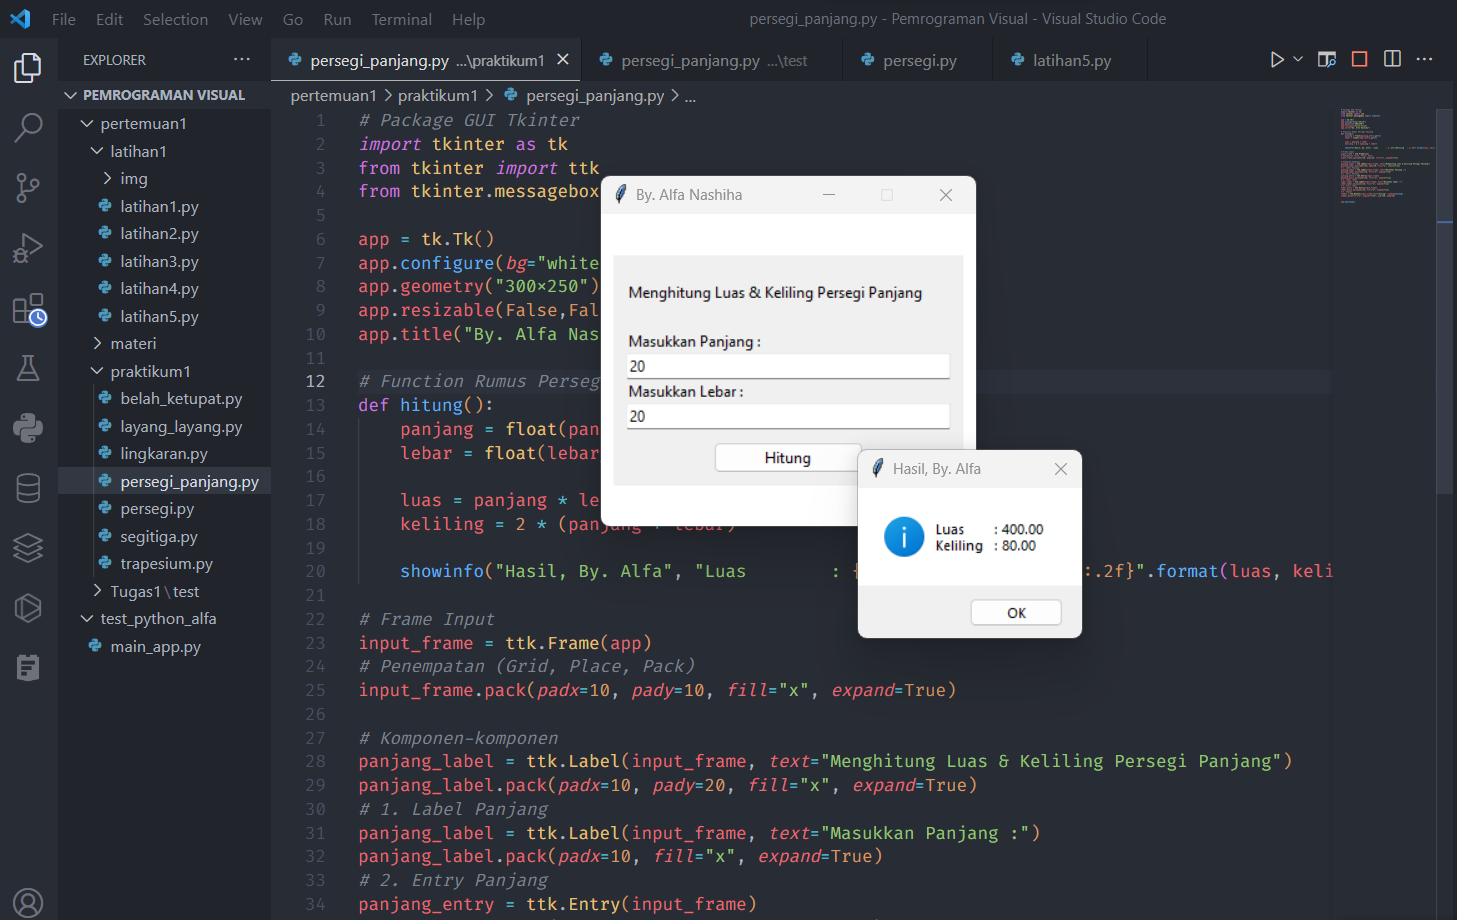 File Edit Selection View Go Run Terminal Help
persegi_panjang.py - Pemrograman Visual - Visual Studio Code
EXPLORER
persegi_panjang.py ...\praktikum1
persegi_panjang.py ...\test
persegi.py
latihan5.py
PEMROGRAMAN VISUAL
pertemuan1
latihan1
img
latihan1.py
latihan2.py
latihan3.py
latihan4.py
latihan5.py
materi
praktikum1
belah_ketupat.py
layang_layang.py
lingkaran.py
persegi_panjang.py
persegi.py
segitiga.py
trapesium.py
Tugas1\test
test_python_alfa
main_app.py
pertemuan1 > praktikum1 > persegi_panjang.py > ...
1 # Package GUI Tkinter
2 import tkinter as tk
3 from tkinter import ttk
4 from tkinter.messagebox
5
6 app = tk.Tk()
7 app.configure(bg="white
8 app.geometry("300×250")
9 app.resizable(False,Fal
10 app.title("By. Alfa Nas
11
12 # Function Rumus Perseg
13 def hitung():
14 panjang = float(pan
15 lebar = float(lebar
16
17 luas = panjang * le
18 keliling = 2 * (panjang + lebar)
19
20 showinfo("Hasil, By. Alfa", "Luas : { :.2f}".format(luas, keli
21
22 # Frame Input
23 input_frame = ttk.Frame(app)
24 # Penempatan (Grid, Place, Pack)
25 input_frame.pack(padx=10, pady=10, fill="x", expand=True)
26
27 # Komponen-komponen
28 panjang_label = ttk.Label(input_frame, text="Menghitung Luas & Keliling Persegi Panjang")
29 panjang_label.pack(padx=10, pady=20, fill="x", expand=True)
30 # 1. Label Panjang
31 panjang_label = ttk.Label(input_frame, text="Masukkan Panjang :")
32 panjang_label.pack(padx=10, fill="x", expand=True)
33 # 2. Entry Panjang
34 panjang_entry = ttk.Entry(input_frame)
By. Alfa Nashiha
Menghitung Luas & Keliling Persegi Panjang
Masukkan Panjang :
20
Masukkan Lebar :
20
Hitung
Hasil, By. Alfa
Luas : 400.00
Keliling : 80.00
OK